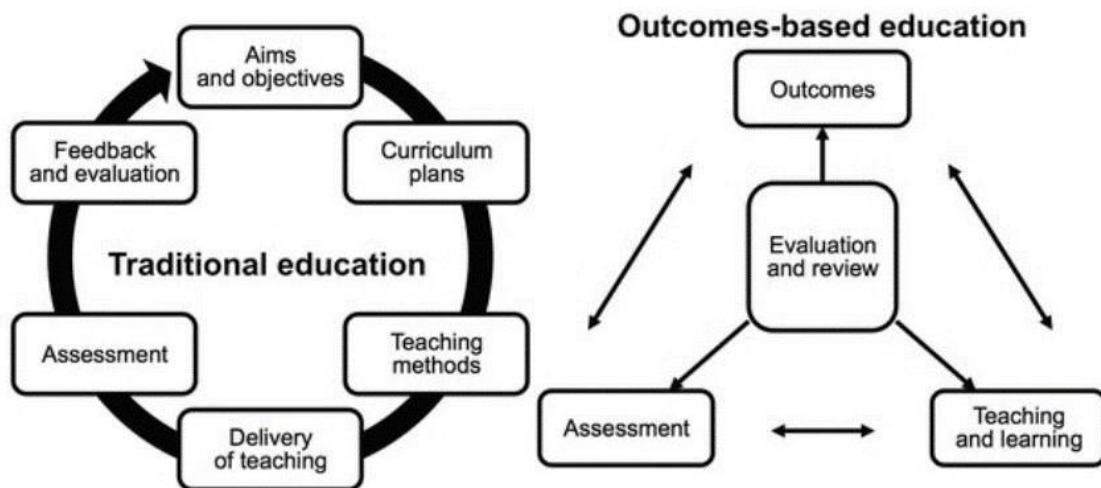 Aims
and objectives
Curriculum
plans
Teaching
methods
Delivery
of teaching
Assessment
Feedback
and evaluation
Traditional education
Outcomes-based education
Outcomes
Evaluation
and review
Assessment
Teaching
and learning